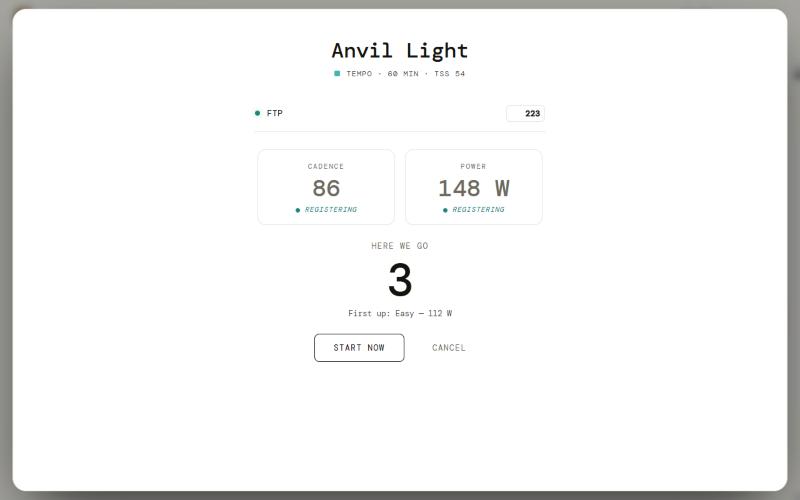 Anvil Light
TEMPO · 60 MIN · TSS 54
FTP 223
CADENCE
86
REGISTERING
POWER
148 W
REGISTERING
HERE WE GO
3
First up: Easy — 112 W
START NOW
CANCEL